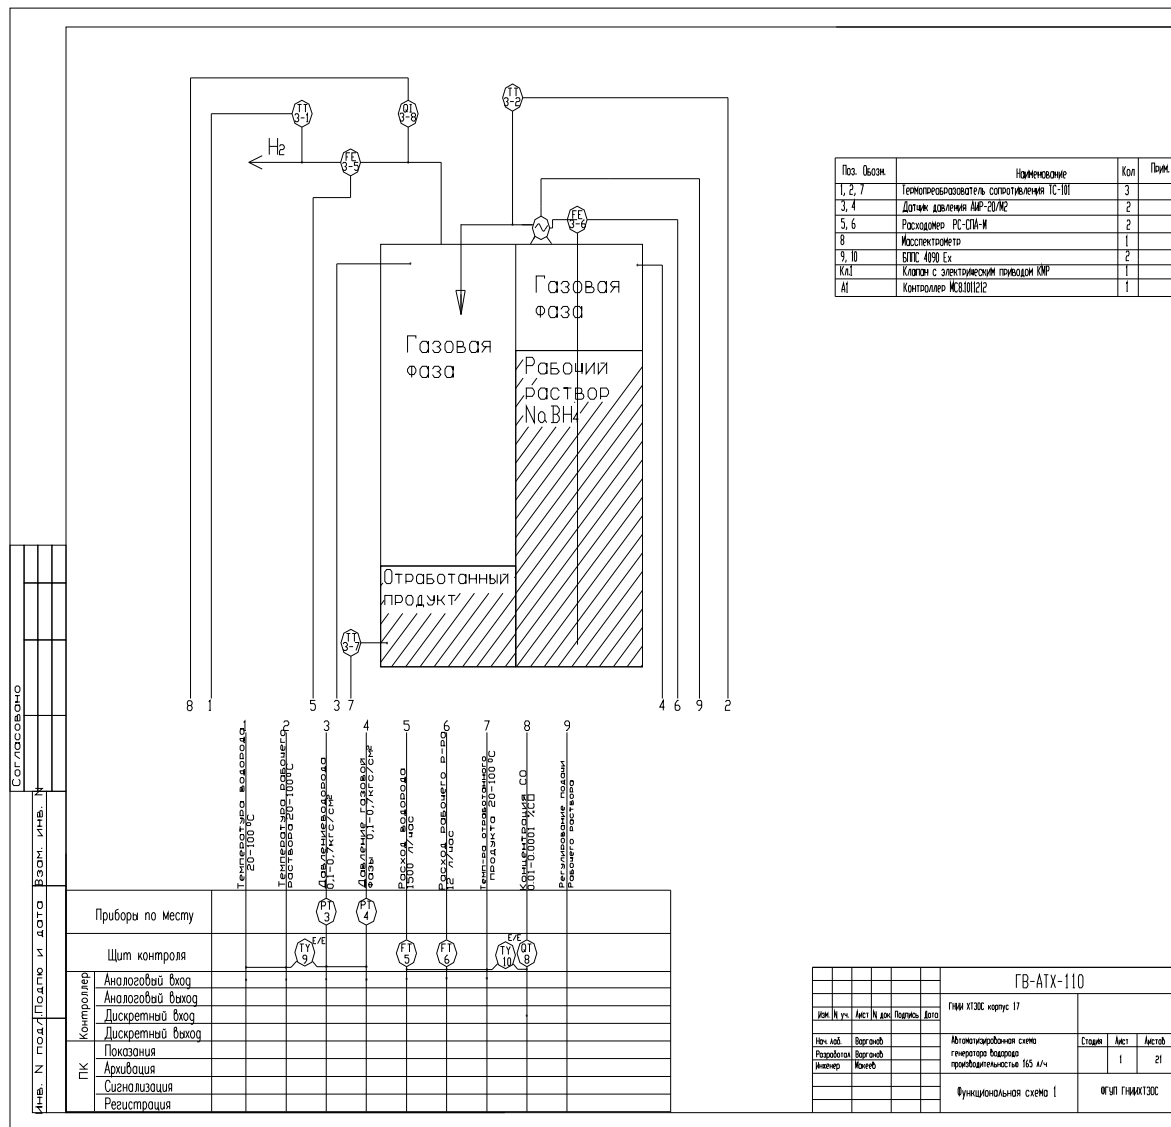 TT
3-1
QT
3-8
TT
3-2
H2
FE
3-5
FE
3-6
Газовая
фаза
Газовая
фаза
Рабочий
раствор
NaBH4
Отработанный
продукт
TT
3-7
8 1 5 3 7 4 6 9 2
Поз. Обозн. Наименование Кол Прим.
1, 2, 7 Термопреобразователь сопротивления ТС-101 3
3, 4 Датчик давления АИР-20/М2 2
5, 6 Расходомер РС-СПА-М 2
8 Масспектрометр 1
9, 10 БППС 4090 Ex 2
Кл.1 Клапан с электрическим приводом КМР 1
А1 Контроллер МС8.1011212 1
1 2 3 4 5 6 7 8 9
Температура водорода
20-100 °С
Температура рабочего
раствора 20-100°С
Давление водорода
0,1-0,7кгс/см²
Давление газовой
фазы 0,1-0,7кгс/см²
Расход водорода
1500 л/час
Расход рабочего р-ра
12 л/час
Темп-ра отработанного
продукта 20-100 °С
Концентрация СО
0.01-0.0001 %СО
Регулирование подачи
Рабочего раствора
Приборы по месту
PT
3
PT
4
Щит контроля
TY
9
E/E
FT
5
FT
6
TY
10
E/E
QT
8
Контроллер
Аналоговый вход
Аналоговый выход
Дискретный вход
Дискретный выход
ПК
Показания
Архивация
Сигнализация
Регистрация
Согласовано
Взам. инв. N
Подпю и дата
Инв. N подл.
ГВ-АТХ-110
ГНИИ ХТЭОС корпус 17
Изм. N уч. Лист N док Подпись Дата
Нач. лаб. Варганов
Разработал Варганов
Инженер Макеев
Автоматизированная схема
генератора водорода
производительностью 165 л/ч
Стадия Лист Листов
1 21
Функциональная схема 1
ФГУП ГНИИХТЭОС